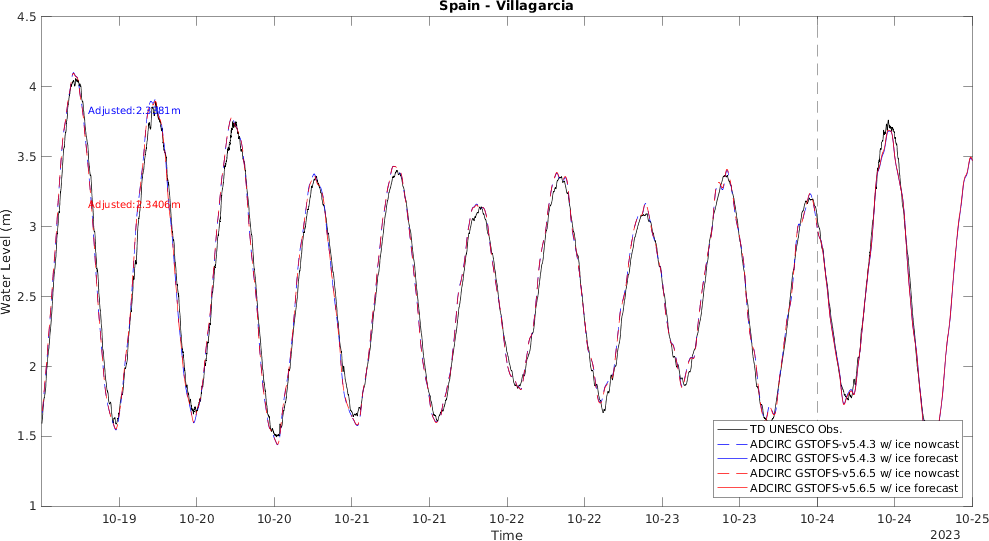 Spain - Villagarcia
4.5
4
3.5
3
2.5
2
1.5
1
Water Level (m)
Adjusted:
Adjusted:2.3406m
10-19
10-20
10-20
10-21
10-21
10-22
10-22
10-23
10-23
10-24
10-24
10-25
Time
2023
TD UNESCO Obs.
ADCIRC GSTOFS-v5.4.3 w/ ice nowcast
ADCIRC GSTOFS-v5.4.3 w/ ice forecast
ADCIRC GSTOFS-v5.6.5 w/ ice nowcast
ADCIRC GSTOFS-v5.6.5 w/ ice forecast